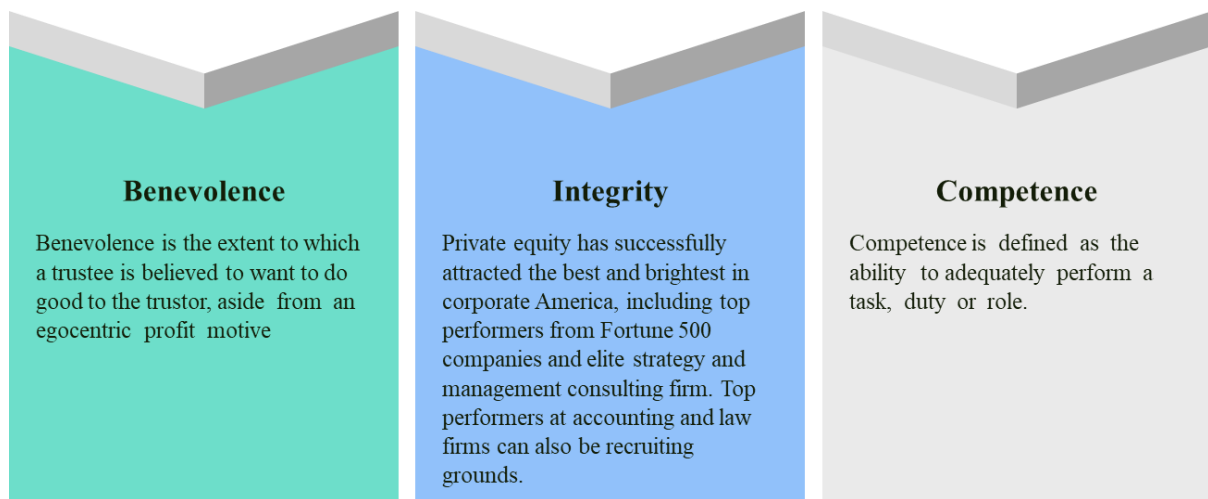 Benevolence
Benevolence is the extent to which
a trustee is believed to want to do
good to the trustor, aside from an
egocentric profit motive
Integrity
Private equity has successfully
attracted the best and brightest in
corporate America, including top
performers from Fortune 500
companies and elite strategy and
management consulting firm. Top
performers at accounting and law
firms can also be recruiting
grounds.
Competence
Competence is defined as the
ability to adequately perform a
task, duty or role.